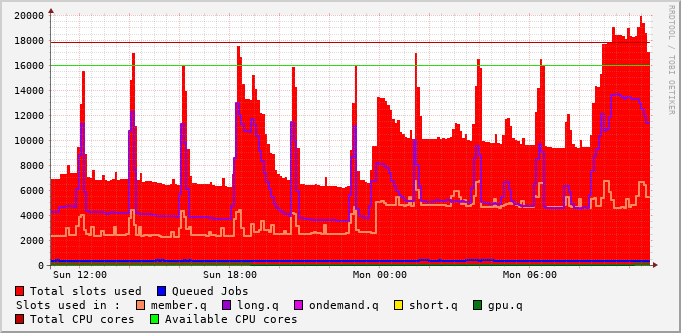 20000
18000
16000
14000
12000
10000
8000
6000
4000
2000
0
Sun 12:00 Sun 18:00 Mon 00:00 Mon 06:00
RRDTOOL / TOBI OETIKER
Total slots used Queued Jobs
Slots used in : member.q long.q ondemand.q short.q gpu.q
Total CPU cores Available CPU cores